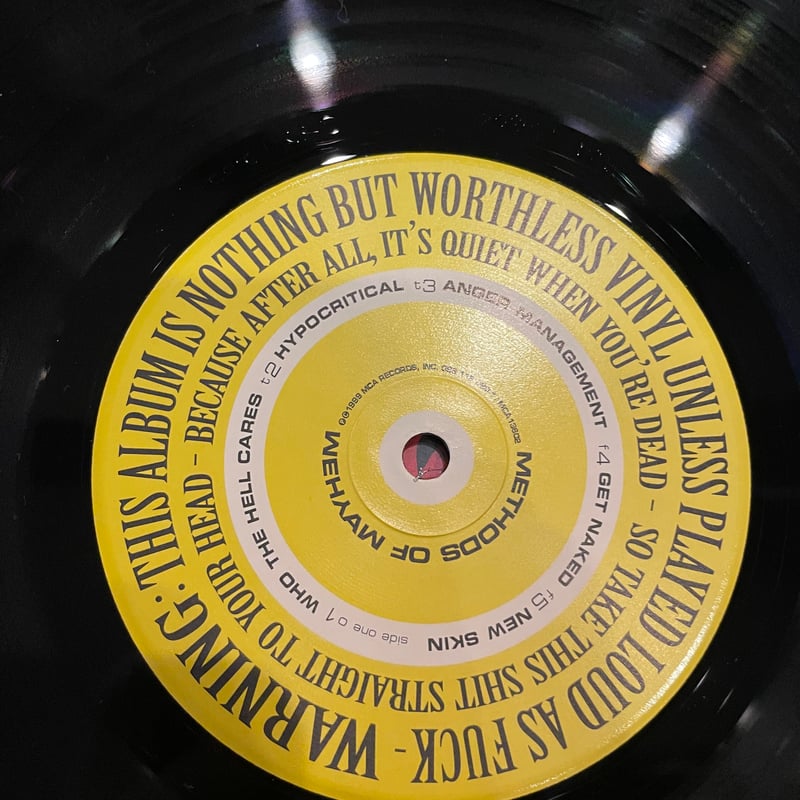 WARNING: THIS ALBUM IS NOTHING BUT WORTHLESS VINYL UNLESS PLAYED LOUD AS FUCK -
BECAUSE AFTER ALL, IT'S QUIET WHEN YOU'RE DEAD - SO TAKE THIS SHIT STRAIGHT TO YOUR HEAD -
side one o1 WHO THE HELL CARES t2 HYPOCRITICAL t3 ANGER MANAGEMENT f4 GET NAKED f5 NEW SKIN
℗©1999 MCA RECORDS, INC. MCA13602
METHODS OF MAYHEM